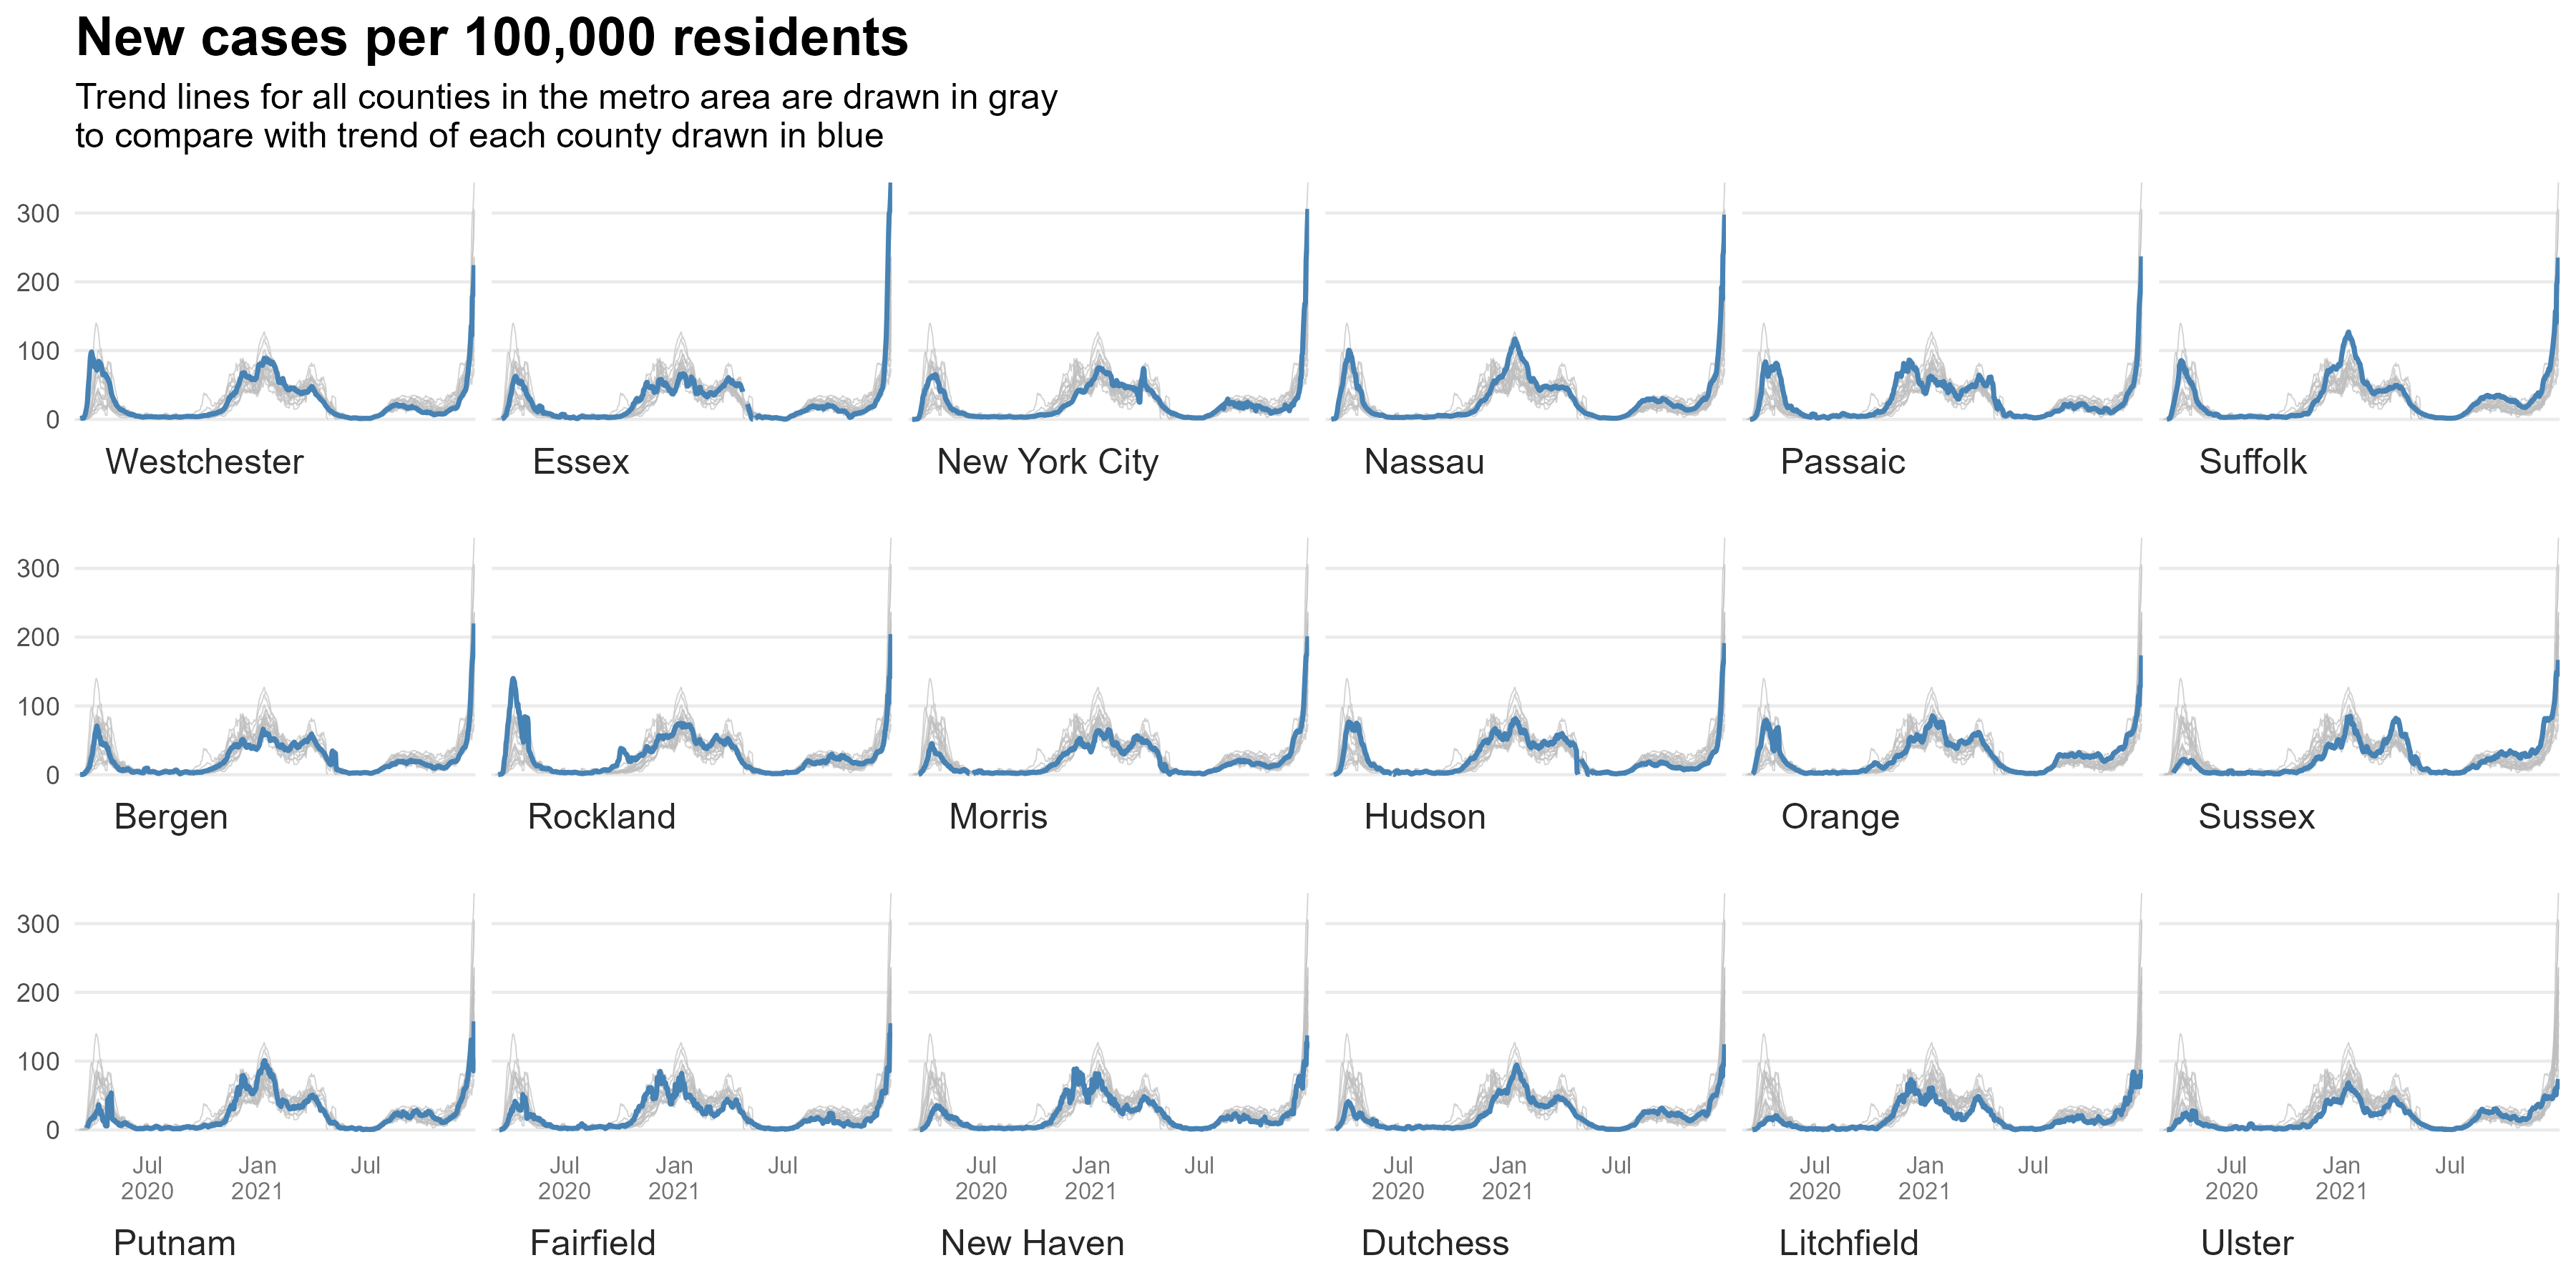 New cases per 100,000 residents
Trend lines for all counties in the metro area are drawn in gray
to compare with trend of each county drawn in blue
300
200
100
0
Westchester
Essex
New York City
Nassau
Passaic
Suffolk
300
200
100
0
Bergen
Rockland
Morris
Hudson
Orange
Sussex
300
200
100
0
Jul
2020
Jan
2021
Jul
Jul
2020
Jan
2021
Jul
Jul
2020
Jan
2021
Jul
Jul
2020
Jan
2021
Jul
Jul
2020
Jan
2021
Jul
Jul
2020
Jan
2021
Jul
Putnam
Fairfield
New Haven
Dutchess
Litchfield
Ulster